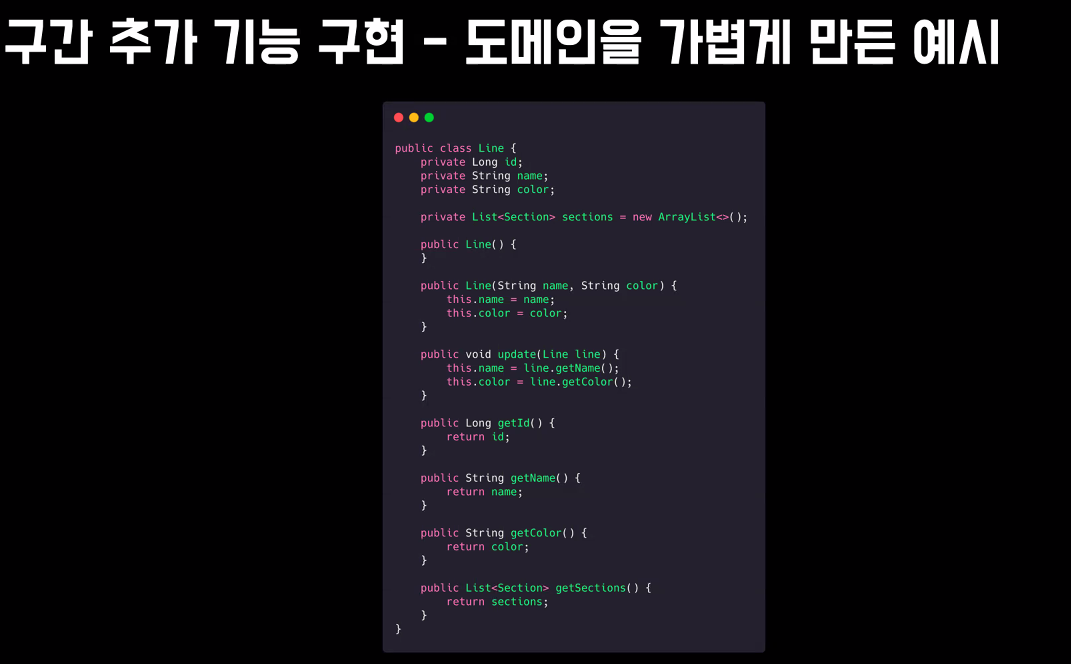 구간 추가 기능 구현 - 도메인을 가볍게 만든 예시
public class Line {
    private Long id;
    private String name;
    private String color;

    private List<Section> sections = new ArrayList<>();

    public Line() {
    }

    public Line(String name, String color) {
        this.name = name;
        this.color = color;
    }

    public void update(Line line) {
        this.name = line.getName();
        this.color = line.getColor();
    }

    public Long getId() {
        return id;
    }

    public String getName() {
        return name;
    }

    public String getColor() {
        return color;
    }

    public List<Section> getSections() {
        return sections;
    }
}